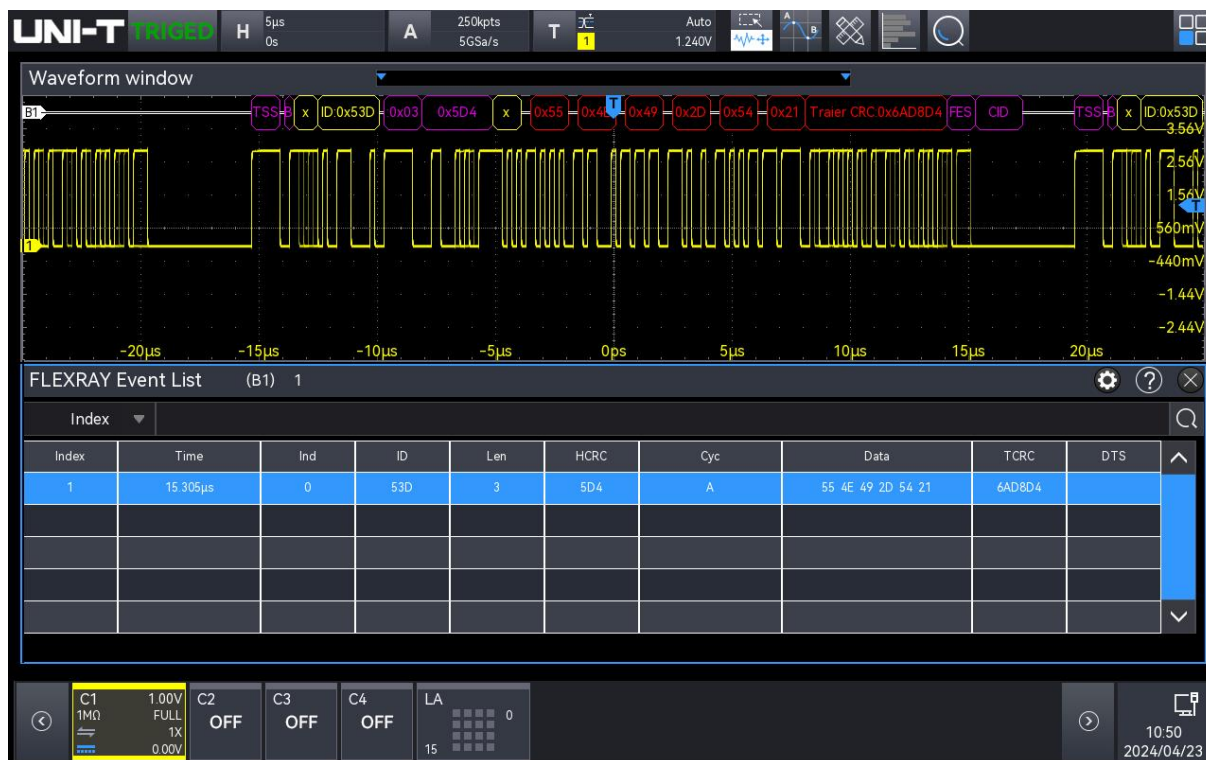 UNI-T TRIGED H 5μs 0s A 250kpts 5GSa/s T 1 Auto 1.240V A B
Waveform window
B1 TSS B x ID:0x53D 0x03 0x5D4 x 0x55 0x4E T 0x49 0x2D 0x54 0x21 Traier CRC:0x6AD8D4 FES CID TSS B x ID:0x53D
3.56V
2.56V
1.56V
T
1 560mV
-440mV
-1.44V
-2.44V
-20μs -15μs -10μs -5μs 0ps 5μs 10μs 15μs 20μs
FLEXRAY Event List (B1) 1 ?
Index
Index Time Ind ID Len HCRC Cyc Data TCRC DTS
1 15.305μs 0 53D 3 5D4 A 55 4E 49 2D 54 21 6AD8D4
C1 1.00V C2 C3 C4 LA
1MΩ FULL OFF OFF OFF 0
1X
0.00V 15
10:50
2024/04/23